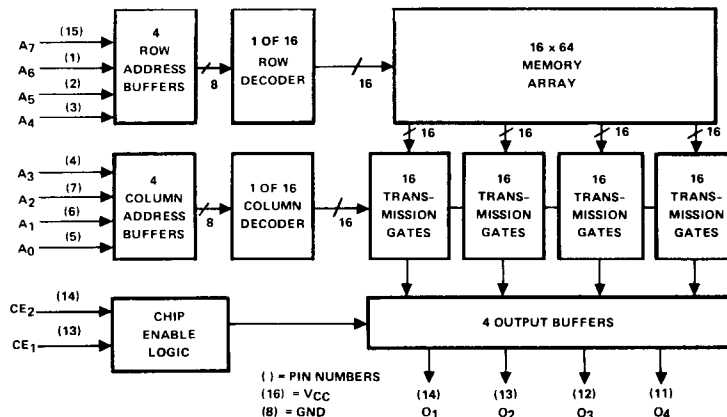 A7 (15)
A6 (1)
A5 (2)
A4 (3)
4
ROW
ADDRESS
BUFFERS
8
1 OF 16
ROW
DECODER
16
16 x 64
MEMORY
ARRAY
16 16 16 16
A3 (4)
A2 (7)
A1 (6)
A0 (5)
4
COLUMN
ADDRESS
BUFFERS
8
1 OF 16
COLUMN
DECODER
16
16
TRANS-
MISSION
GATES
16
TRANS-
MISSION
GATES
16
TRANS-
MISSION
GATES
16
TRANS-
MISSION
GATES
CE2 (14)
CE1 (13)
CHIP
ENABLE
LOGIC
4 OUTPUT BUFFERS
( ) = PIN NUMBERS
(16) = VCC
(8) = GND
(14) (13) (12) (11)
O1 O2 O3 O4